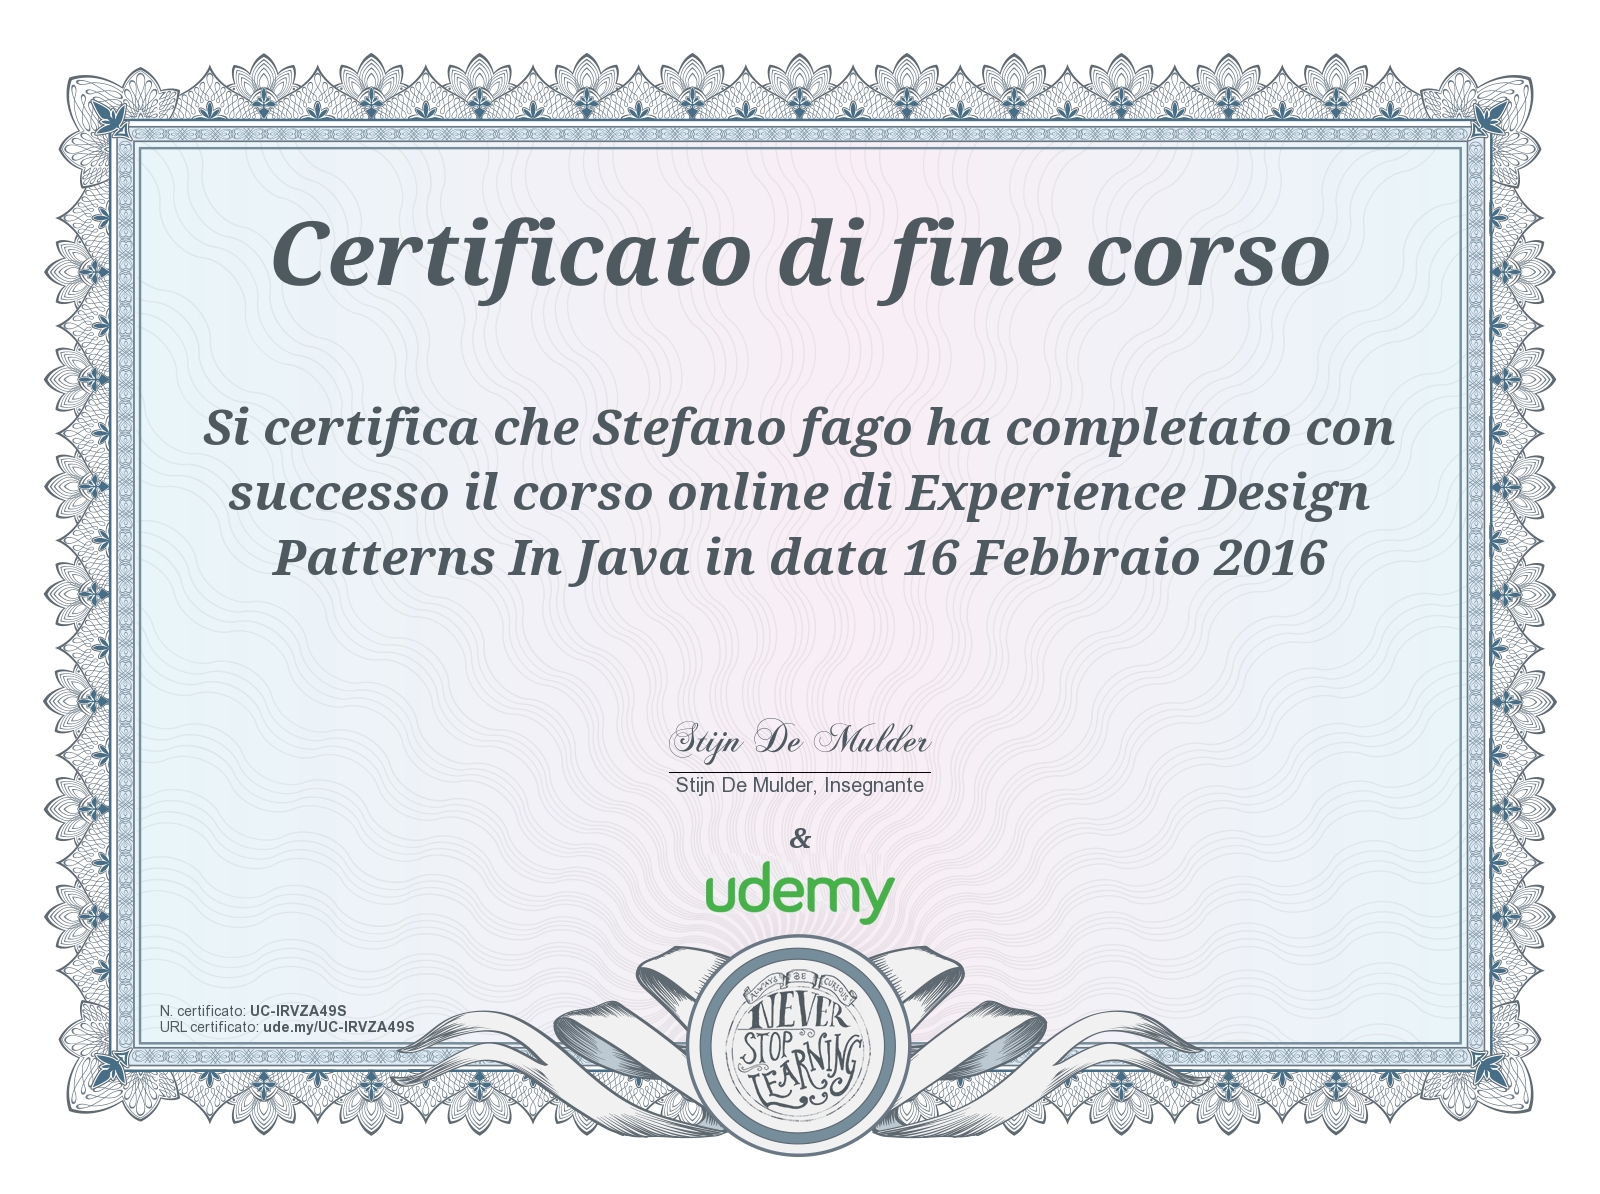 Certificato di fine corso
Si certifica che Stefano fago ha completato con
successo il corso online di Experience Design
Patterns In Java in data 16 Febbraio 2016
Stijn De Mulder
Stijn De Mulder, Insegnante
&
udemy
N. certificato: UC-IRVZA49S
URL certificato: ude.my/UC-IRVZA49S
ALWAYS BE CURIOUS
NEVER
STOP
LEARNING